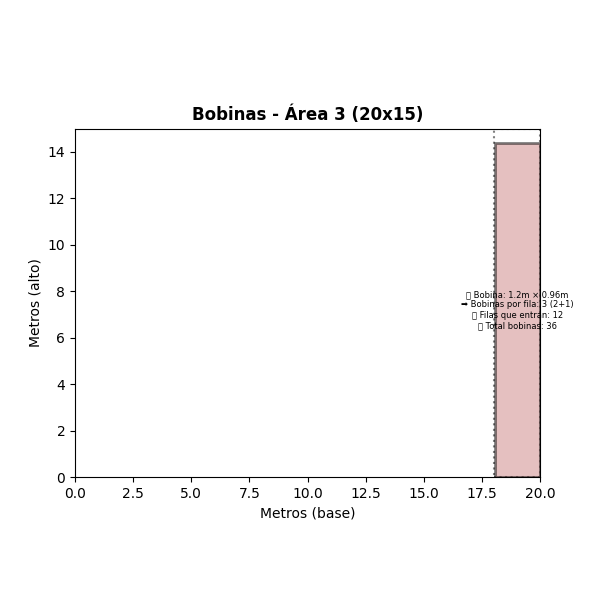 Bobinas - Área 3 (20x15)
14
12
10
8
6
4
2
0
Metros (alto)
▯ Bobina: 1.2m × 0.96m
➡ Bobinas por fila: 3 (2+1)
▯ Filas que entran: 12
▯ Total bobinas: 36
0.0 2.5 5.0 7.5 10.0 12.5 15.0 17.5 20.0
Metros (base)